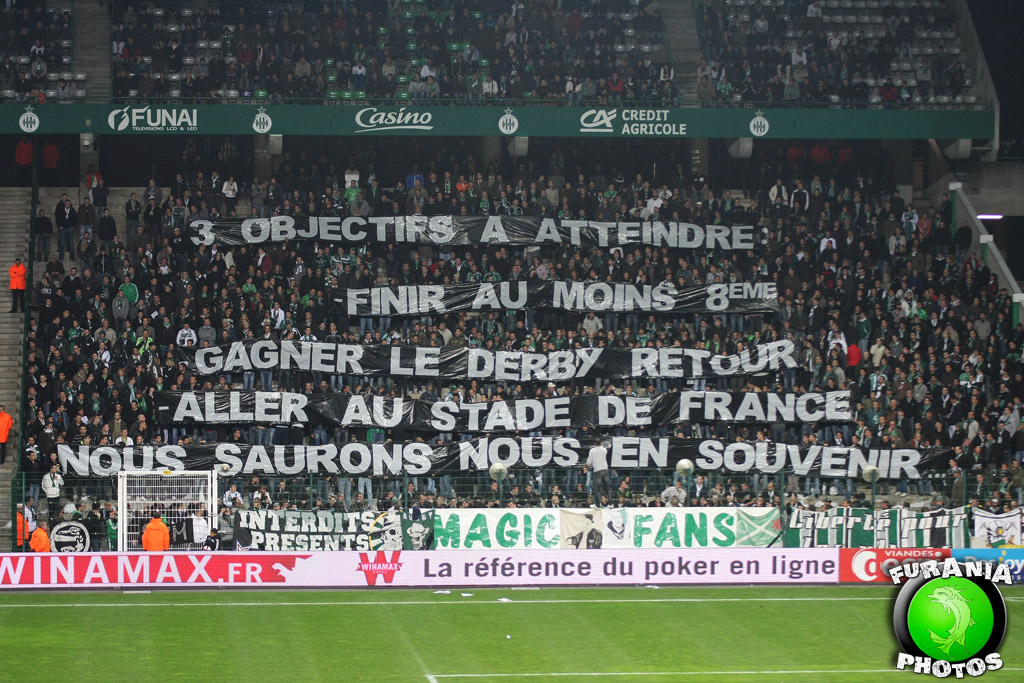 FUNAI
TELEVISIONS LCD & LED
Casino
CREDIT
AGRICOLE
3 OBJECTIFS A ATTEINDRE :
-FINIR AU MOINS 8EME
-GAGNER LE DERBY RETOUR
-ALLER AU STADE DE FRANCE
NOUS SAURONS NOUS EN SOUVENIR
INTERDITS
PRESENTS
MAGIC FANS
WINAMAX.FR
WINAMAX
La référence du poker en ligne
VIANDES
FURANIA
PHOTOS